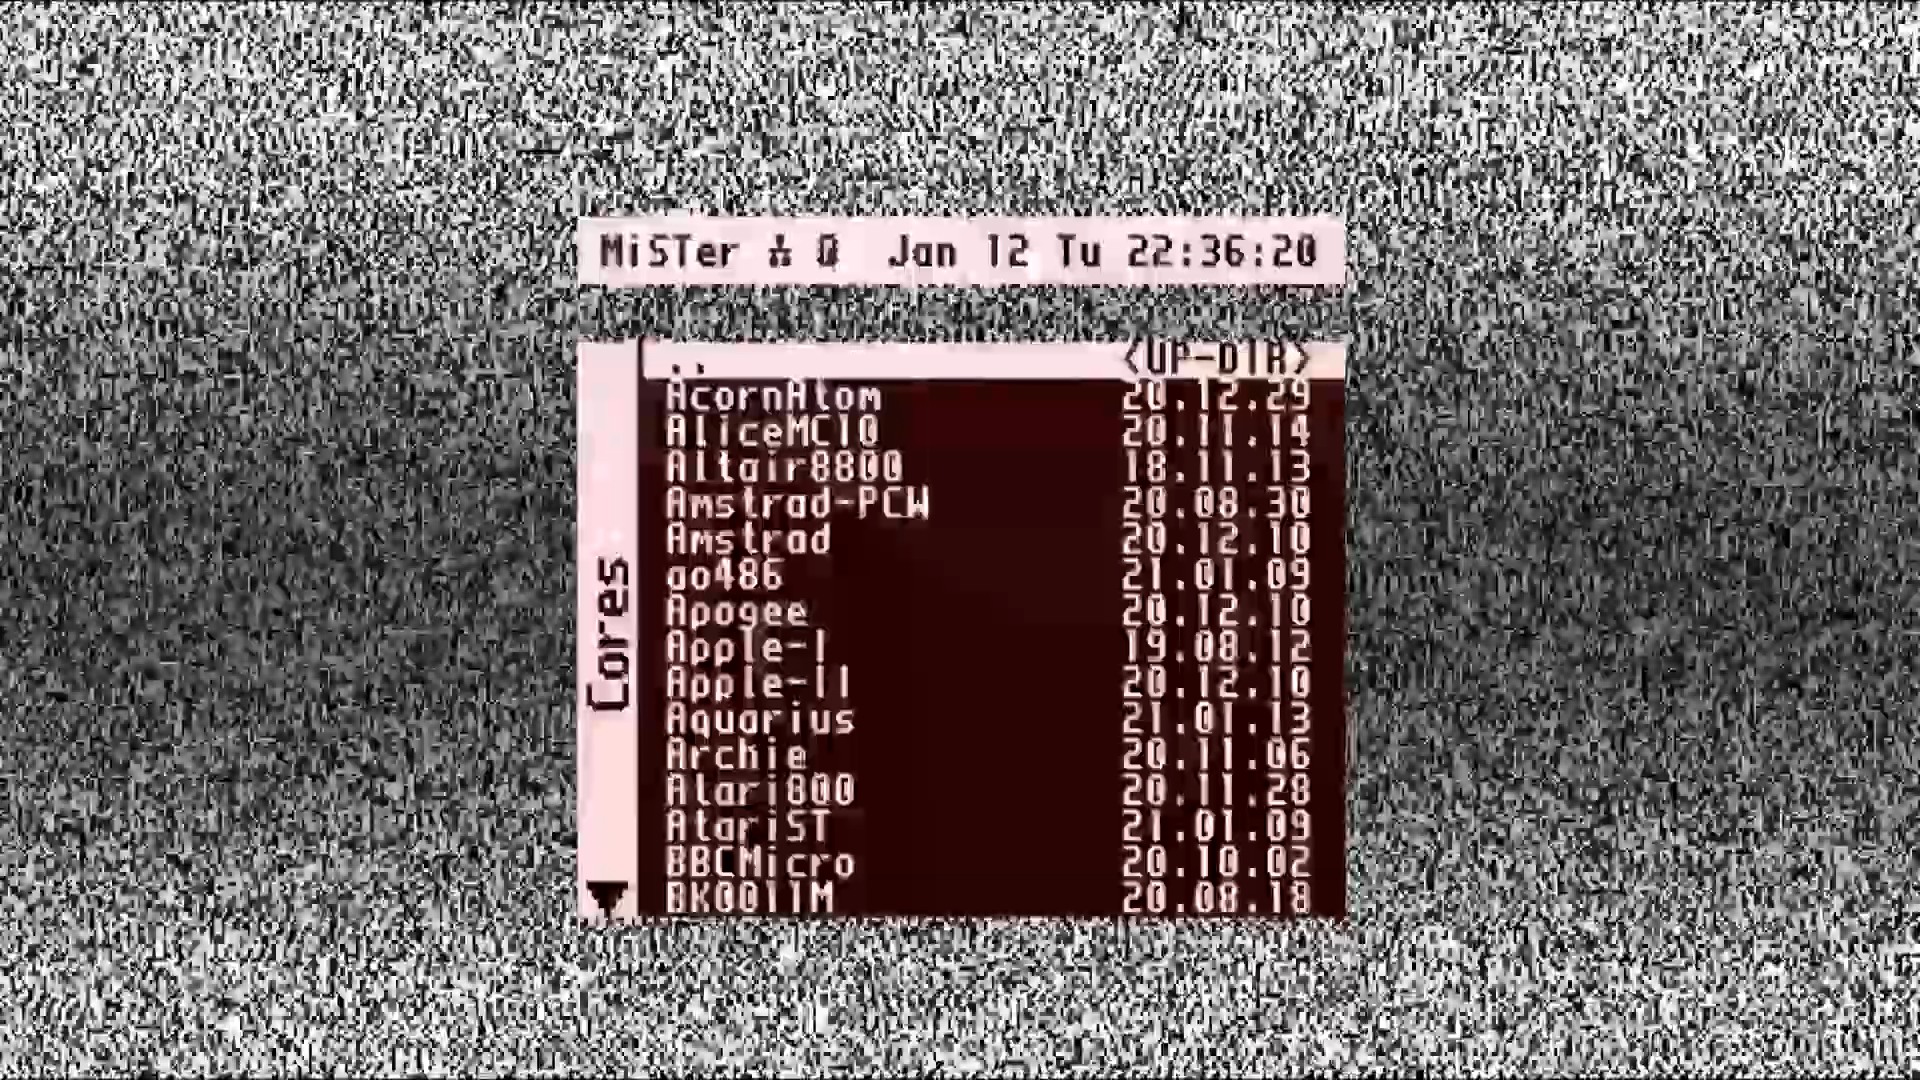 MiSTer Jan 12 Tu 22:36:20
Cores
.. <UP-DIR>
AcornAtom 20.12.29
AliceMC10 20.11.14
Altair8800 18.11.13
Amstrad-PCW 20.08.30
Amstrad 20.12.10
ao486 21.01.09
Apogee 20.12.10
Apple-I 19.08.12
Apple-II 20.12.10
Aquarius 21.01.13
Archie 20.11.06
Atari800 20.11.28
AtariST 21.01.09
BBCMicro 20.10.02
BK0011M 20.08.18